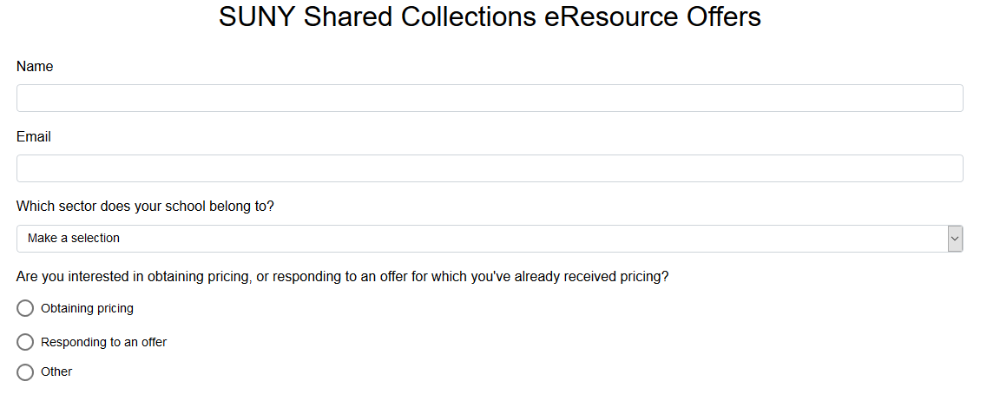 SUNY Shared Collections eResource Offers
Name
Email
Which sector does your school belong to?
Make a selection
Are you interested in obtaining pricing, or responding to an offer for which you've already received pricing?
Obtaining pricing
Responding to an offer
Other